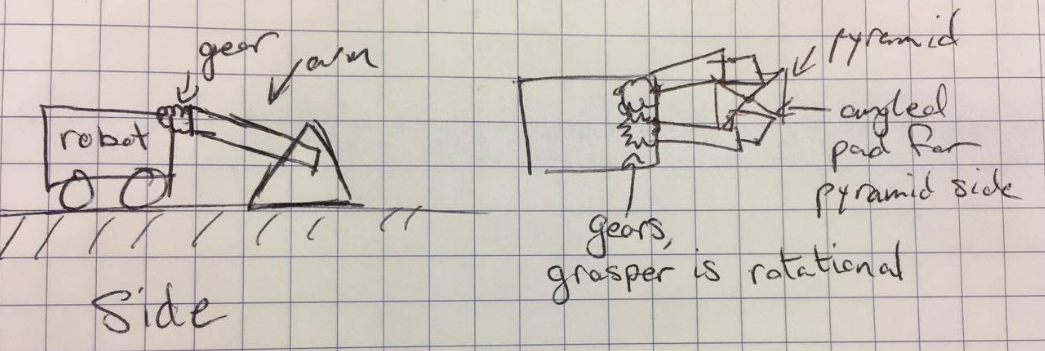 gear
arm
robot
Side
pyramid
angled
pad for
pyramid side
gears,
grasper is rotational